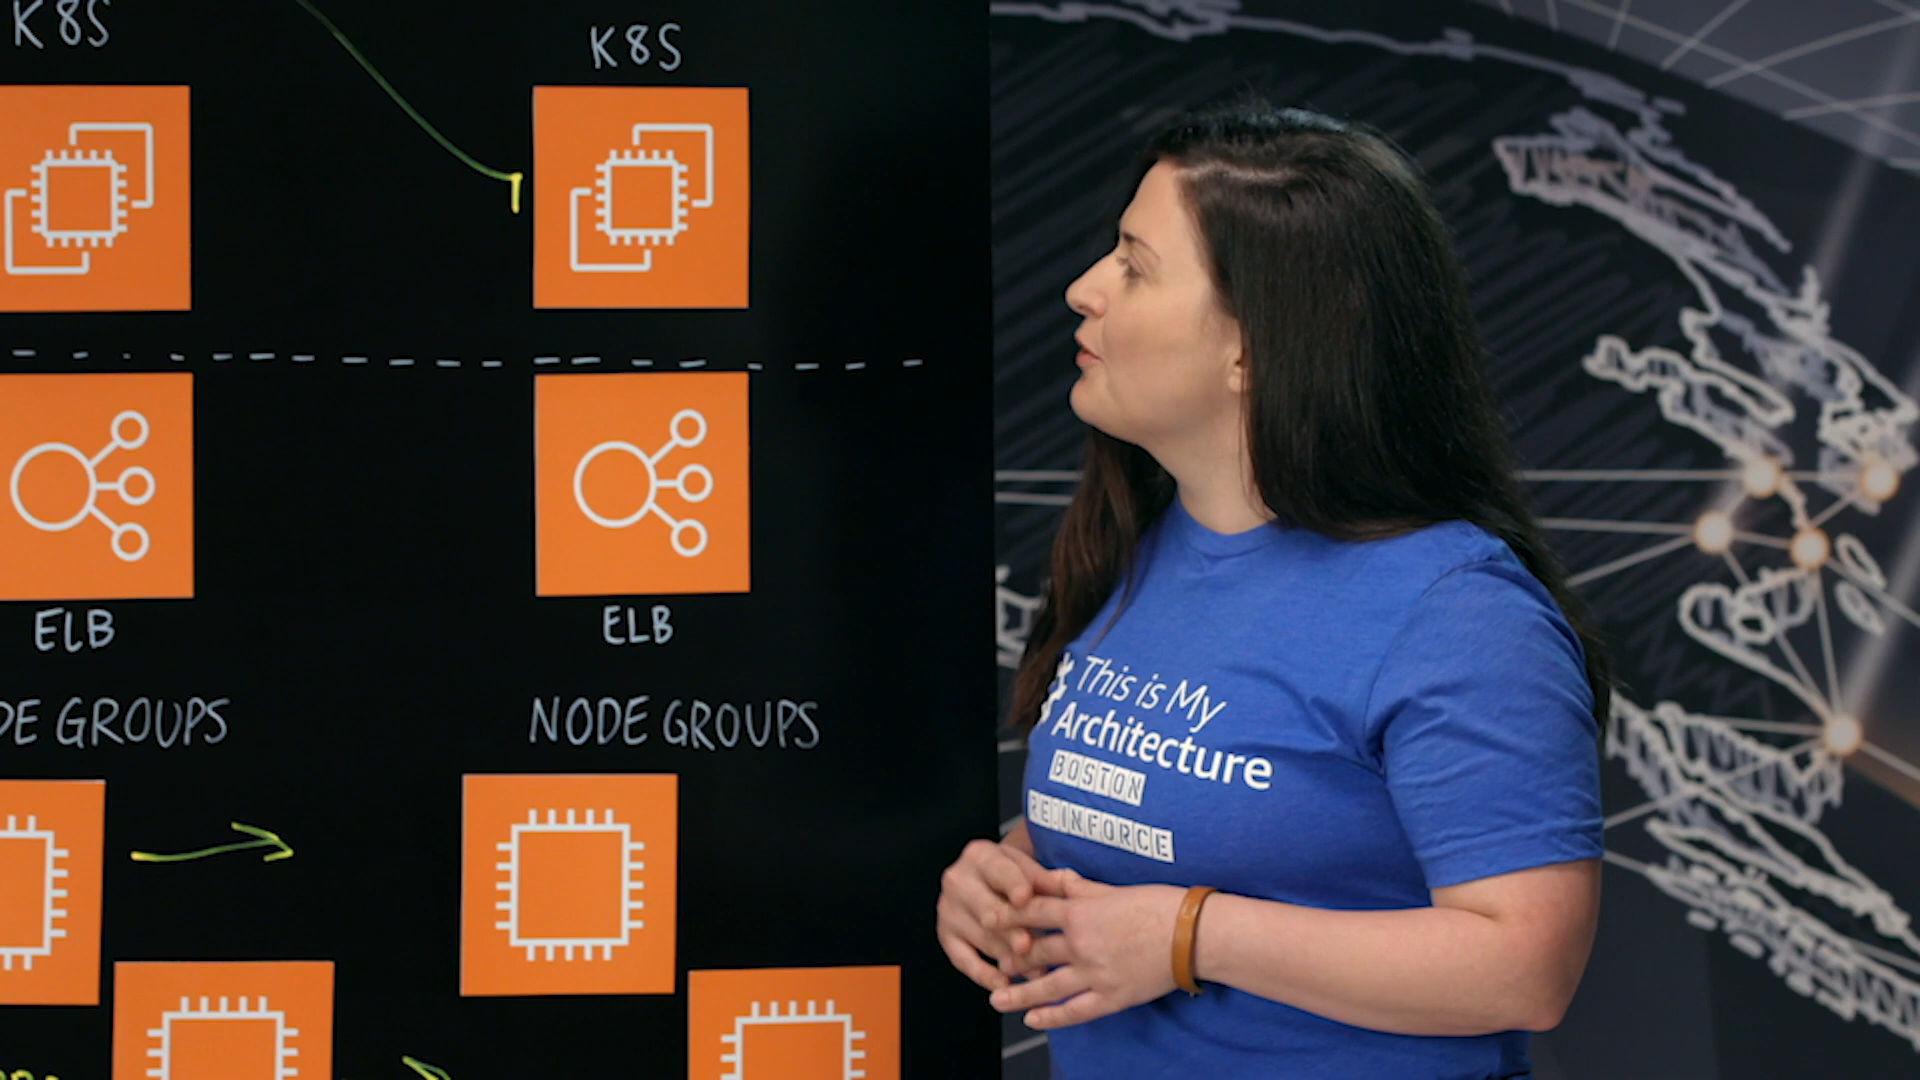 K8S
K8S
ELB
ELB
DE GROUPS
NODE GROUPS
This is My
Architecture
BOSTON
RE:INFORCE